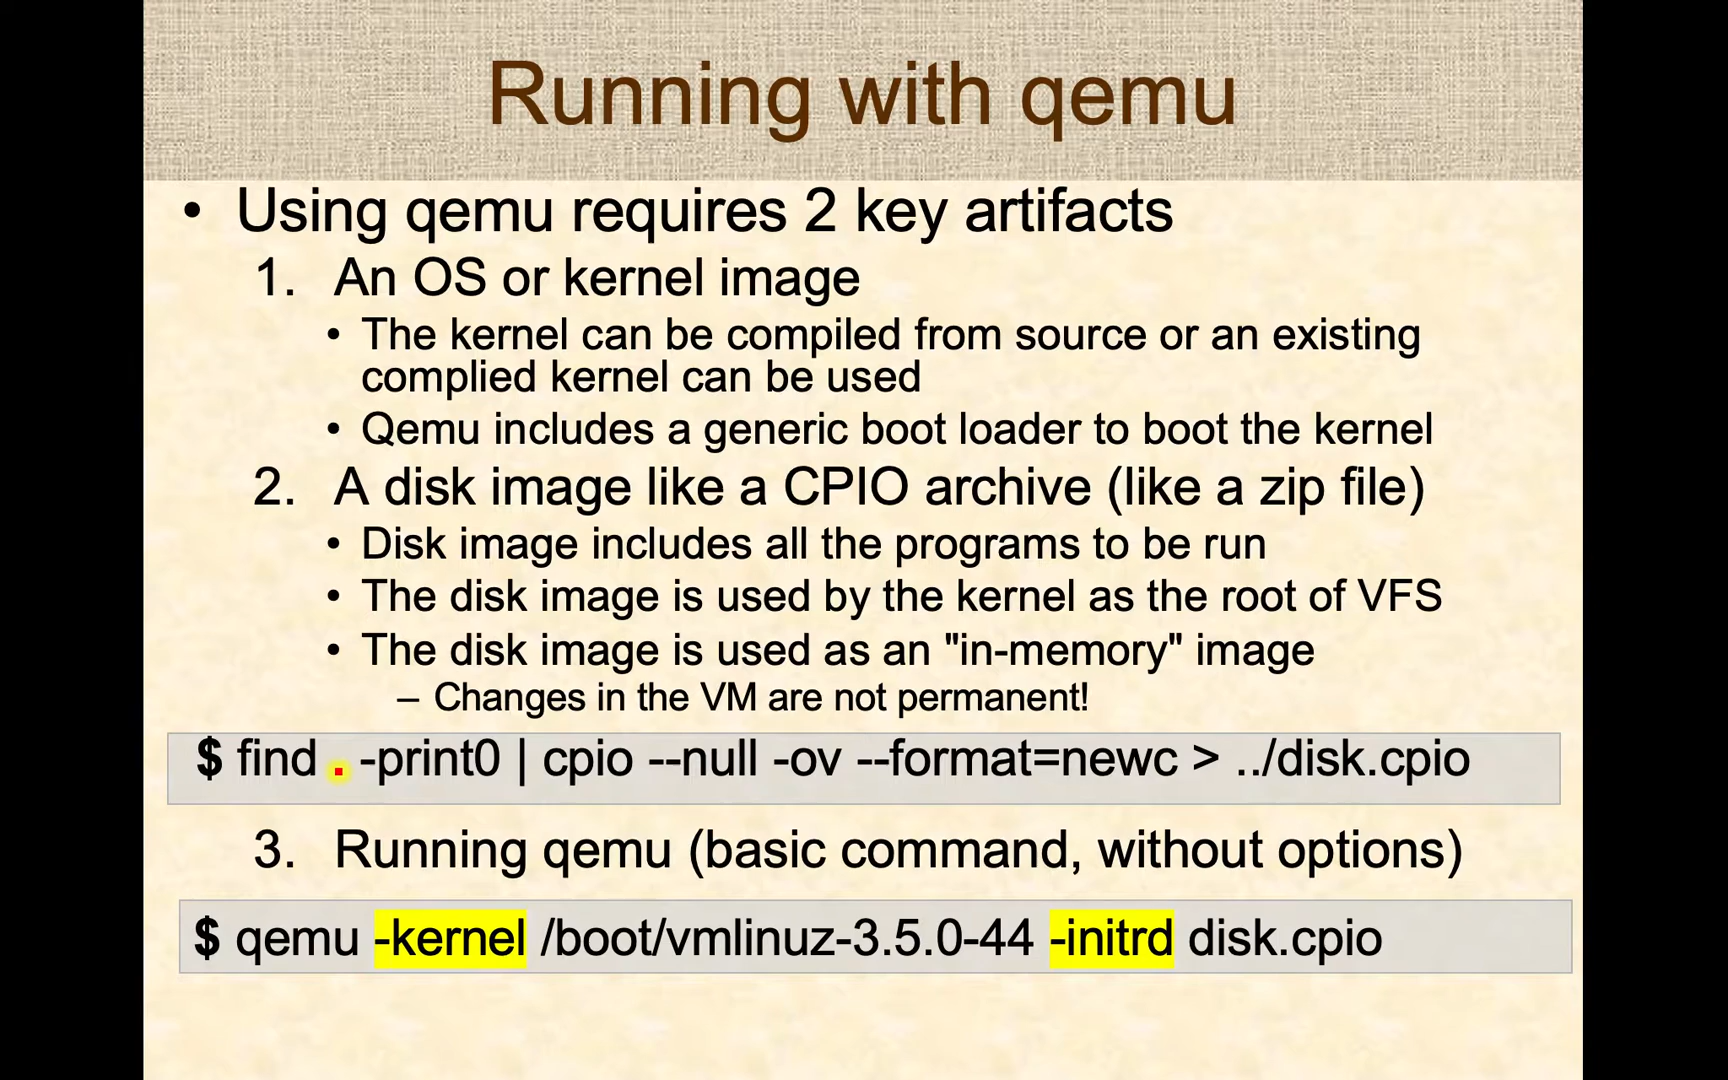 Running with qemu
• Using qemu requires 2 key artifacts
1. An OS or kernel image
• The kernel can be compiled from source or an existing
complied kernel can be used
• Qemu includes a generic boot loader to boot the kernel
2. A disk image like a CPIO archive (like a zip file)
• Disk image includes all the programs to be run
• The disk image is used by the kernel as the root of VFS
• The disk image is used as an "in-memory" image
– Changes in the VM are not permanent!
$ find . -print0 | cpio --null -ov --format=newc > ../disk.cpio
3. Running qemu (basic command, without options)
$ qemu -kernel /boot/vmlinuz-3.5.0-44 -initrd disk.cpio